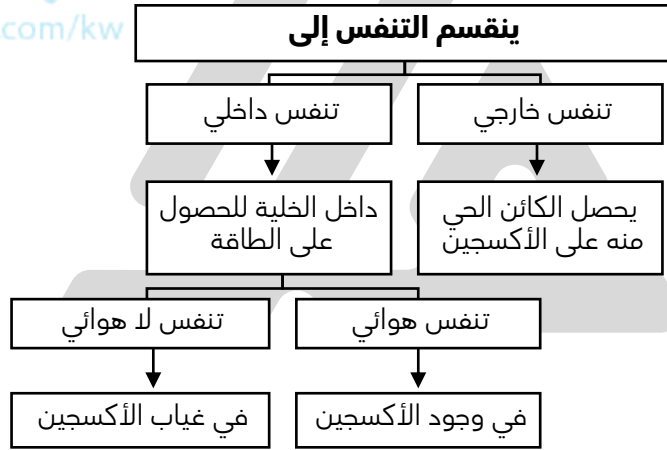 .com/kw
ينقسم التنفس إلى
تنفس خارجي
تنفس داخلي
يحصل الكائن الحي
منه على الأكسجين
داخل الخلية للحصول
على الطاقة
تنفس هوائي
تنفس لا هوائي
في وجود الأكسجين
في غياب الأكسجين